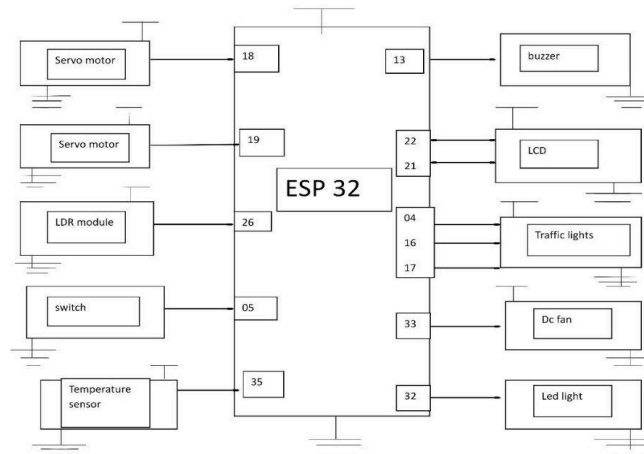 Servo motor
18
13
buzzer
Servo motor
19
22
21
LCD
ESP 32
LDR module
26
04
16
17
Traffic lights
switch
05
33
Dc fan
Temperature
sensor
35
32
Led light